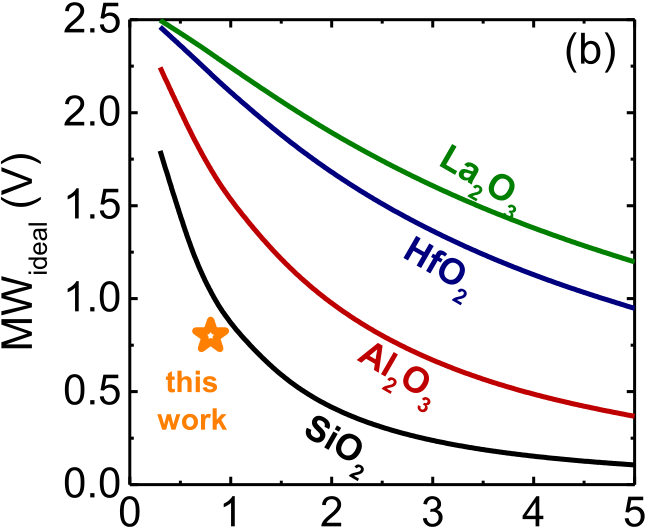 2.5
(b)
2.0
La₂O₃
1.5
HfO₂
MW_ideal (V)
1.0
this
work
Al₂O₃
0.5
SiO₂
0.0
0 1 2 3 4 5